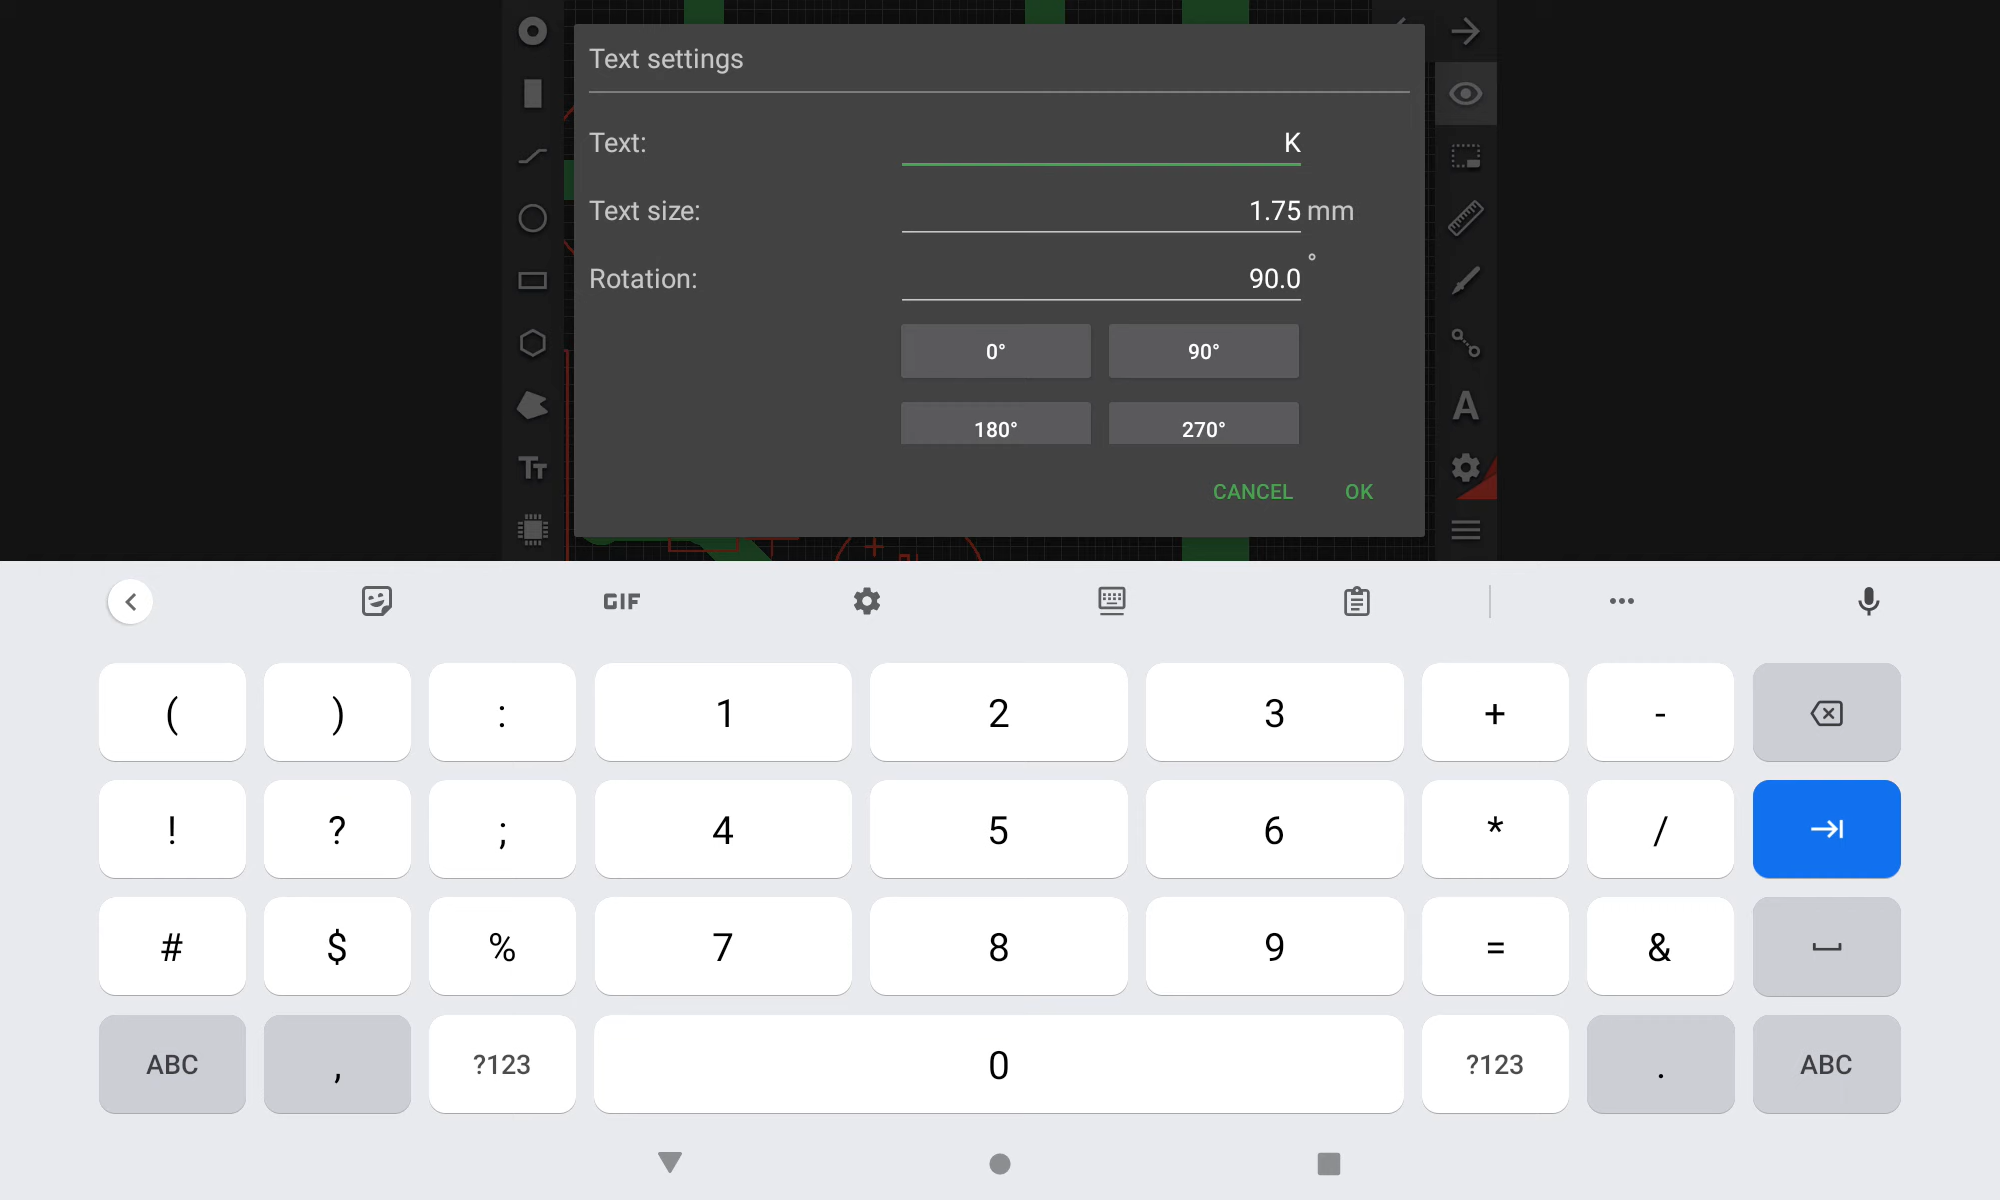 Text settings
Text: K
Text size: 1.75 mm
Rotation: 90.0 °
0° 90°
180° 270°
CANCEL OK
A
Tт
GIF
( ) : 1 2 3 + -
! ? ; 4 5 6 * /
# $ % 7 8 9 = &
ABC , ?123 0 ?123 . ABC